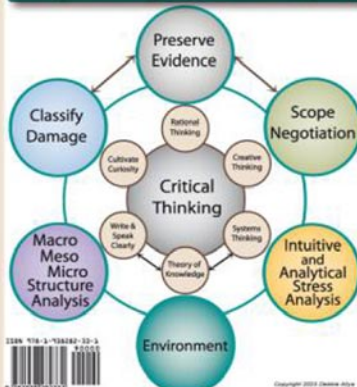 Preserve
Evidence
Classify
Damage
Scope
Negotiation
Rational
Thinking
Cultivate
Curiosity
Creative
Thinking
Critical
Thinking
Write &
Speak
Clearly
Systems
Thinking
Theory of
Knowledge
Macro
Meso
Micro
Structure
Analysis
Intuitive
and
Analytical
Stress
Analysis
Environment
90000